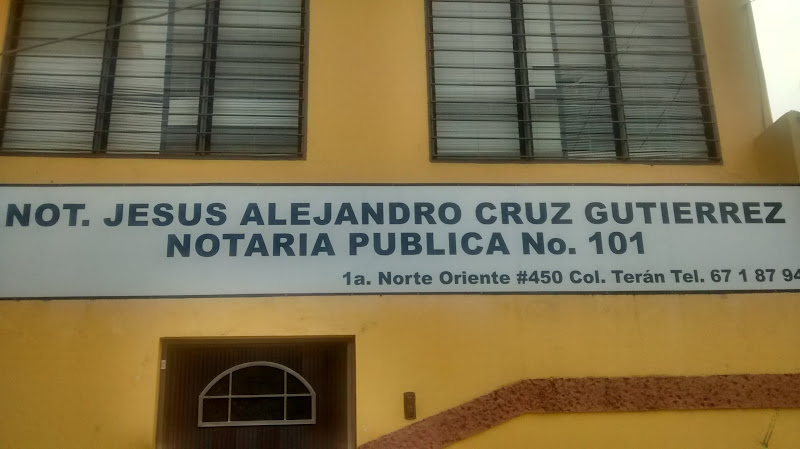 NOT. JESUS ALEJANDRO CRUZ GUTIERREZ
NOTARIA PUBLICA No. 101
1a. Norte Oriente #450 Col. Terán Tel. 67 1 87 94